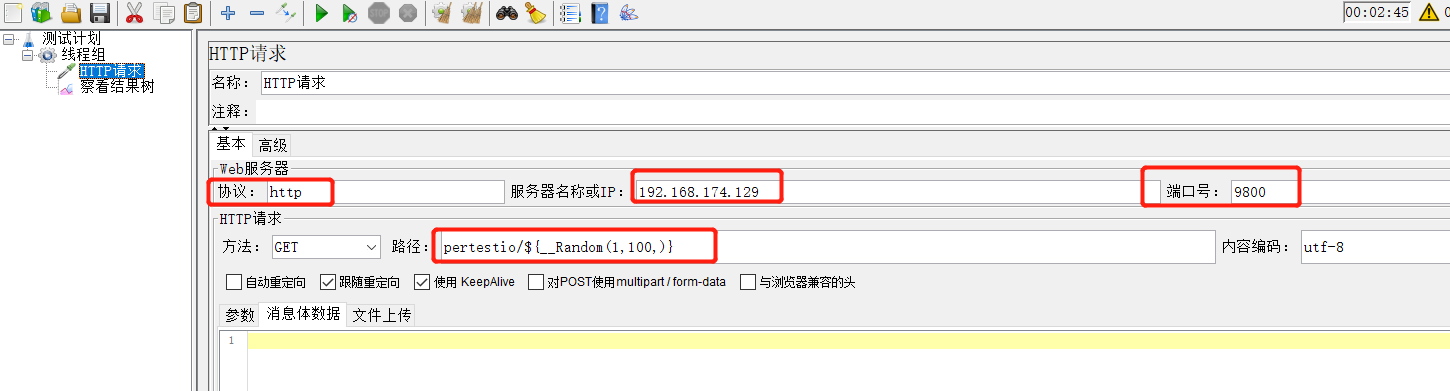 00:02:45
测试计划
线程组
HTTP请求
察看结果树
HTTP请求
名称： HTTP请求
注释：
基本 高级
Web服务器
协议： http 服务器名称或IP： 192.168.174.129 端口号： 9800
HTTP请求
方法： GET 路径： pertestio/${__Random(1,100,)} 内容编码： utf-8
自动重定向 跟随重定向 使用 KeepAlive 对POST使用multipart / form-data 与浏览器兼容的头
参数 消息体数据 文件上传
1